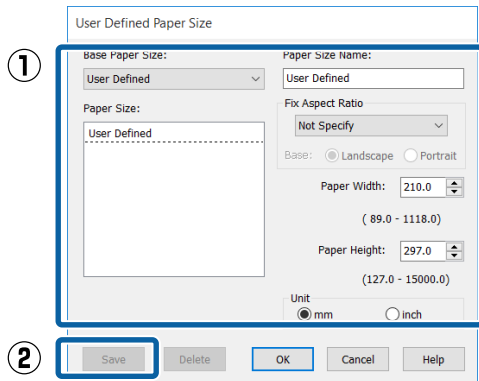 User Defined Paper Size
①
Base Paper Size:
Paper Size Name:
User Defined
User Defined
Paper Size:
Fix Aspect Ratio
User Defined
Not Specify
Base: Landscape Portrait
Paper Width: 210.0
( 89.0 - 1118.0)
Paper Height: 297.0
(127.0 - 15000.0)
Unit
mm inch
②
Save Delete OK Cancel Help